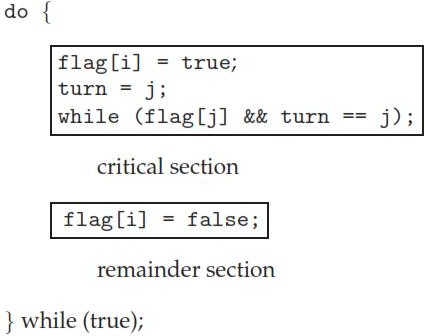 do {
flag[i] = true;
turn = j;
while (flag[j] && turn == j);
critical section
flag[i] = false;
remainder section
} while (true);